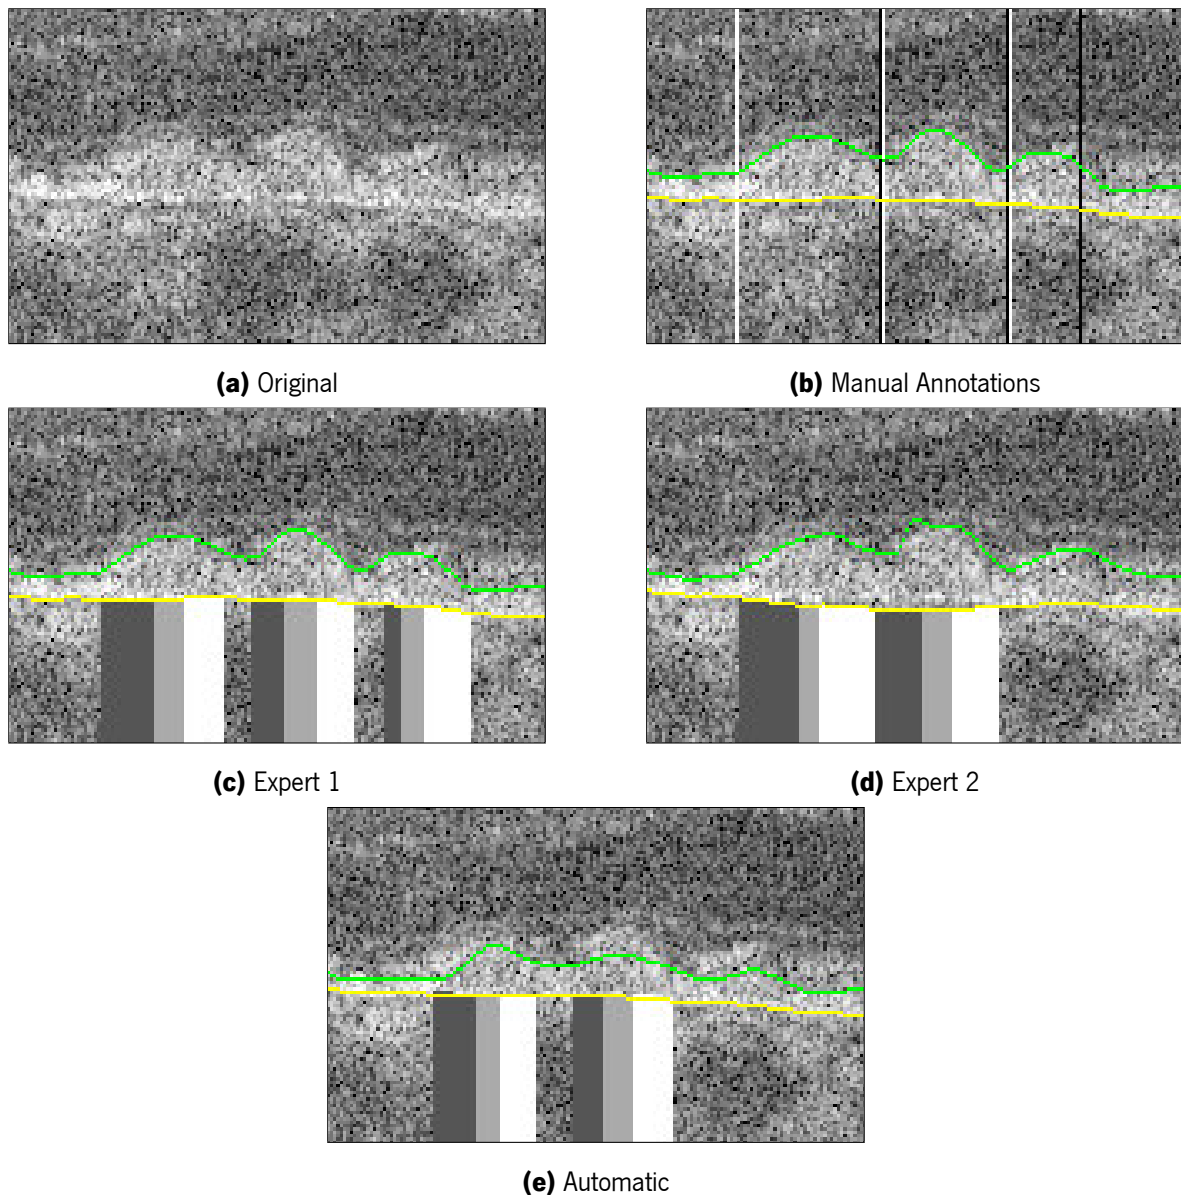 (a) Original
(b) Manual Annotations
(c) Expert 1
(d) Expert 2
(e) Automatic